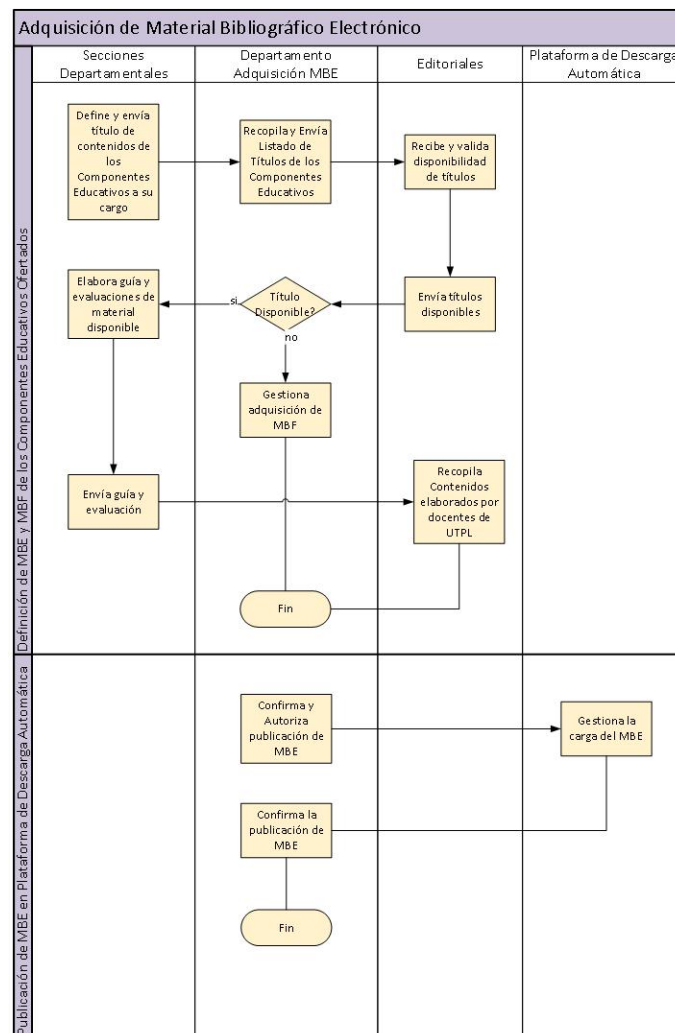 Adquisición de Material Bibliográfico Electrónico
Secciones
Departamentales
Departamento
Adquisición MBE
Editoriales
Plataforma de Descarga
Automática
Definición de MBE y MBF de los Componentes Educativos Ofertados
Define y envía
título de
contenidos de
los
Componentes
Educativos a su
cargo
Recopila y Envía
Listado de
Títulos de los
Componentes
Educativos
Recibe y valida
disponibilidad
de títulos
Elabora guía y
evaluaciones de
material
disponible
si
Título
Disponible?
no
Envía títulos
disponibles
Gestiona
adquisición de
MBF
Envía guía y
evaluación
Recopila
Contenidos
elaborados por
docentes de
UTPL
Fin
Publicación de MBE en Plataforma de Descarga Automática
Confirma y
Autoriza
publicación de
MBE
Gestiona la
carga del MBE
Confirma la
publicación de
MBE
Fin